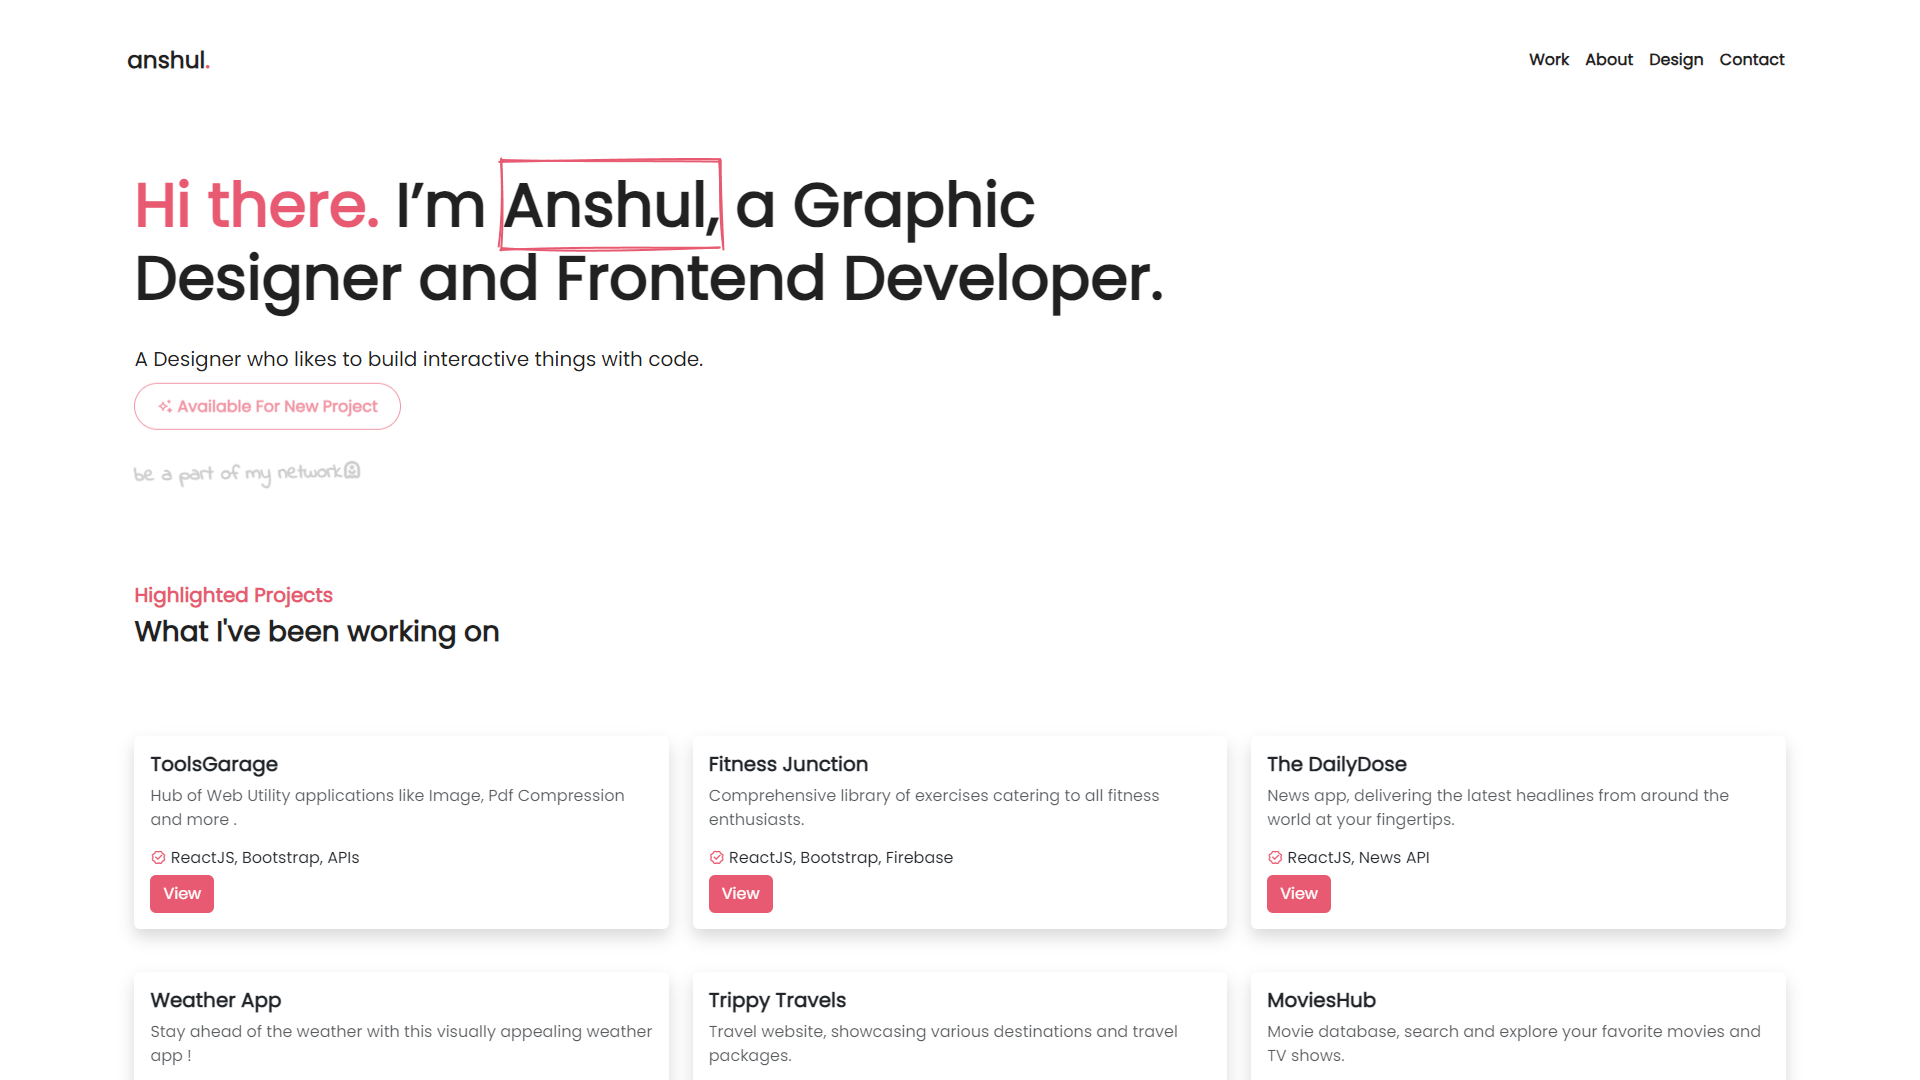 anshul.
Work About Design Contact
Hi there. I’m Anshul, a Graphic
Designer and Frontend Developer.
A Designer who likes to build interactive things with code.
Available For New Project
be a part of my network
Highlighted Projects
What I've been working on
ToolsGarage
Hub of Web Utility applications like Image, Pdf Compression
and more .
ReactJS, Bootstrap, APIs
View
Fitness Junction
Comprehensive library of exercises catering to all fitness
enthusiasts.
ReactJS, Bootstrap, Firebase
View
The DailyDose
News app, delivering the latest headlines from around the
world at your fingertips.
ReactJS, News API
View
Weather App
Stay ahead of the weather with this visually appealing weather
app !
Trippy Travels
Travel website, showcasing various destinations and travel
packages.
MoviesHub
Movie database, search and explore your favorite movies and
TV shows.